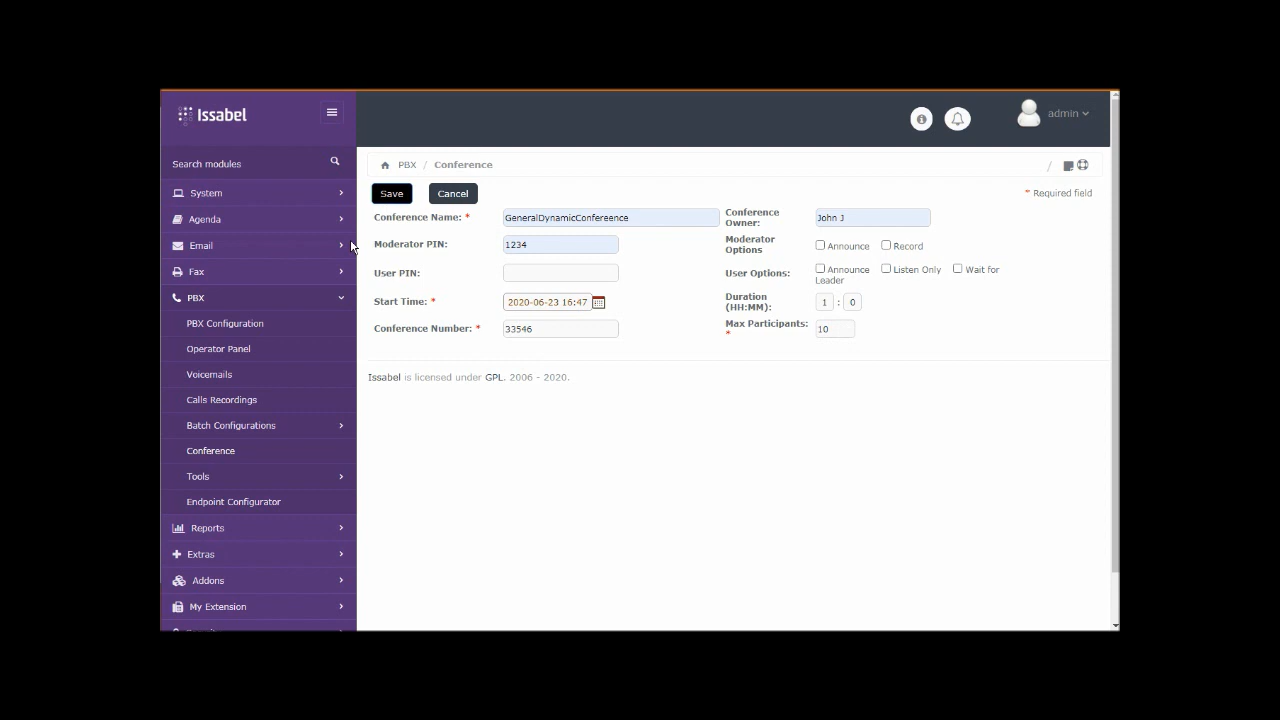 Issabel
admin
Search modules
System
Agenda
Email
Fax
PBX
PBX Configuration
Operator Panel
Voicemails
Calls Recordings
Batch Configurations
Conference
Tools
Endpoint Configurator
Reports
Extras
Addons
My Extension
PBX / Conference /
Save Cancel * Required field
Conference Name: * GeneralDynamicConfereence Conference Owner: John J
Moderator PIN: 1234 Moderator Options Announce Record
User PIN: User Options: Announce Listen Only Wait for
Leader
Start Time: * 2020-06-23 16:47 Duration (HH:MM): 1 : 0
Conference Number: * 33546 Max Participants: * 10
Issabel is licensed under GPL. 2006 - 2020.